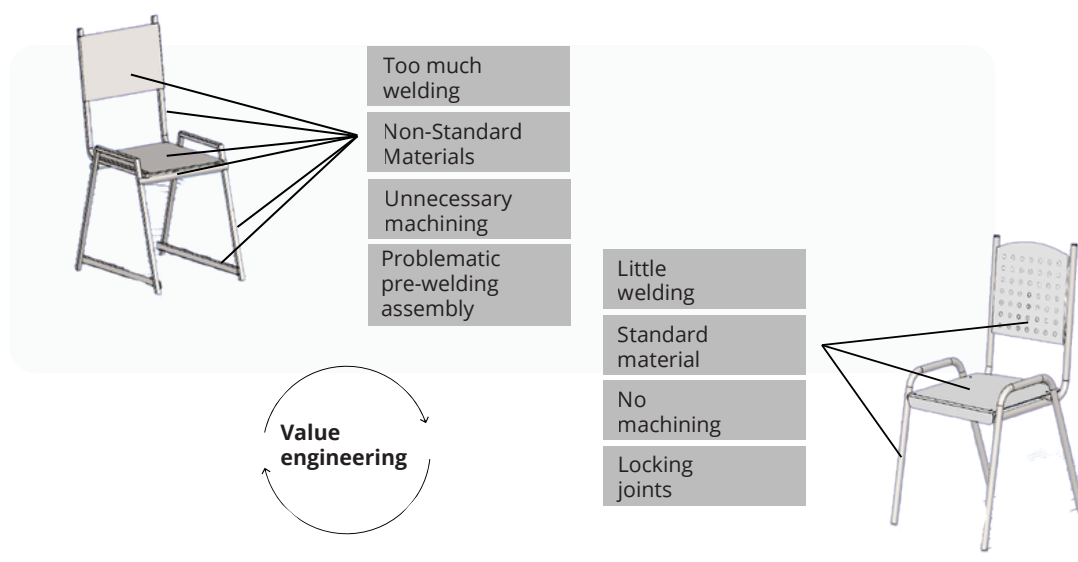 Too much
welding
Non-Standard
Materials
Unnecessary
machining
Problematic
pre-welding
assembly
Little
welding
Standard
material
No
machining
Locking
joints
Value
engineering